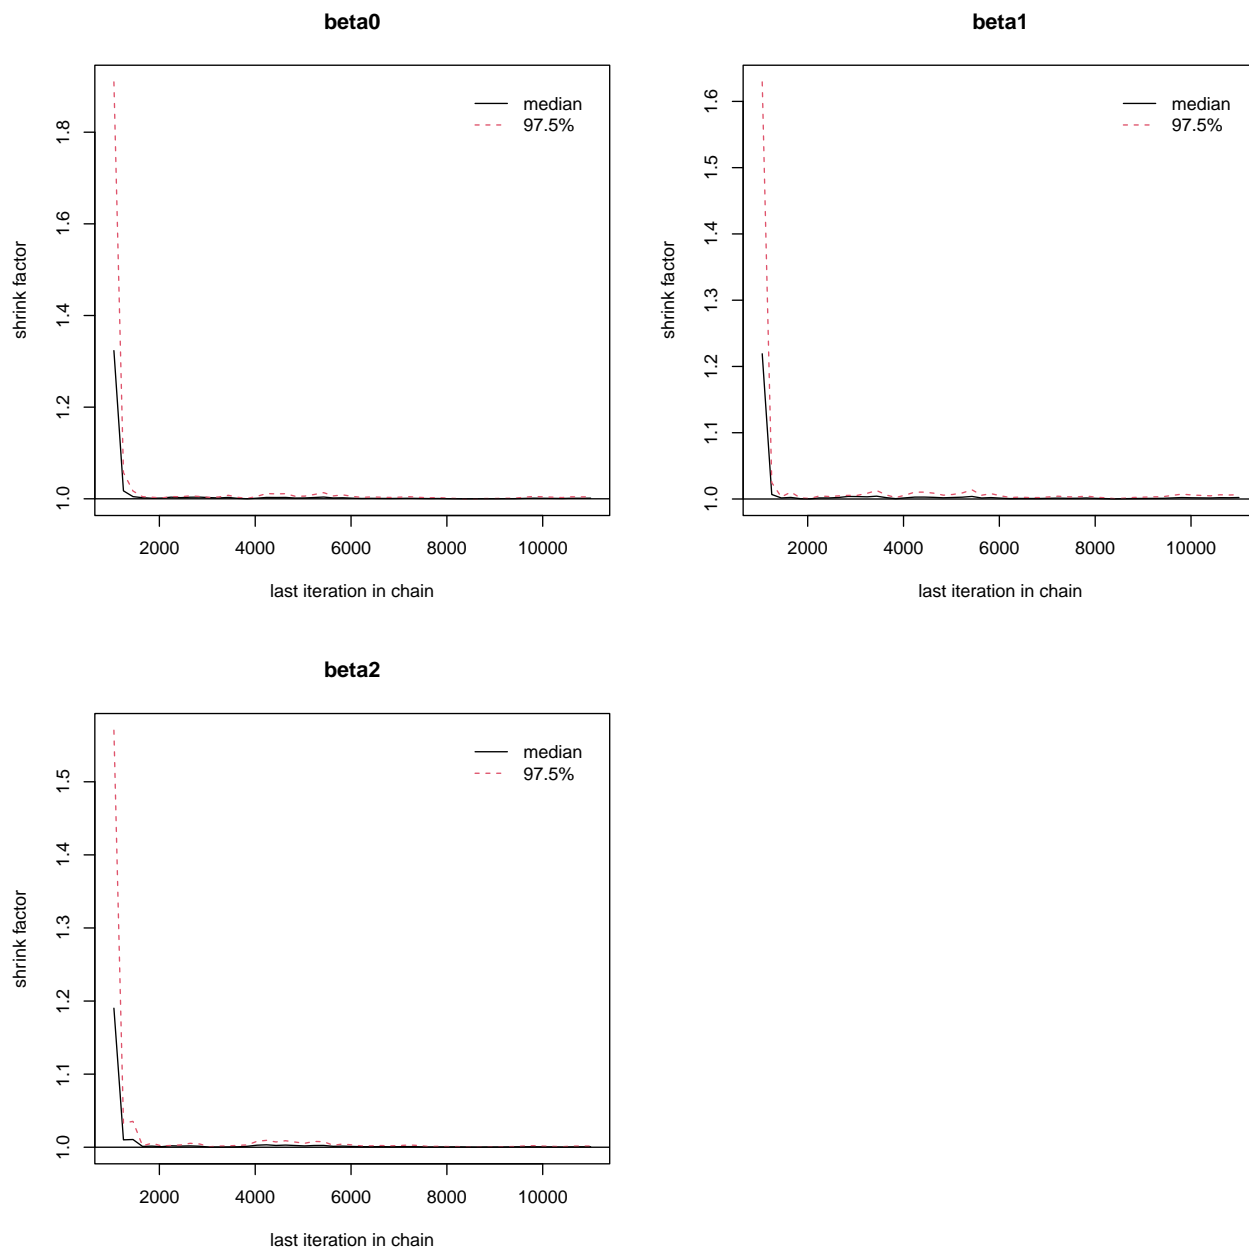 beta0
median
97.5%
shrink factor
1.0 1.2 1.4 1.6 1.8
2000 4000 6000 8000 10000
last iteration in chain
beta1
median
97.5%
shrink factor
1.0 1.1 1.2 1.3 1.4 1.5 1.6
2000 4000 6000 8000 10000
last iteration in chain
beta2
median
97.5%
shrink factor
1.0 1.1 1.2 1.3 1.4 1.5
2000 4000 6000 8000 10000
last iteration in chain